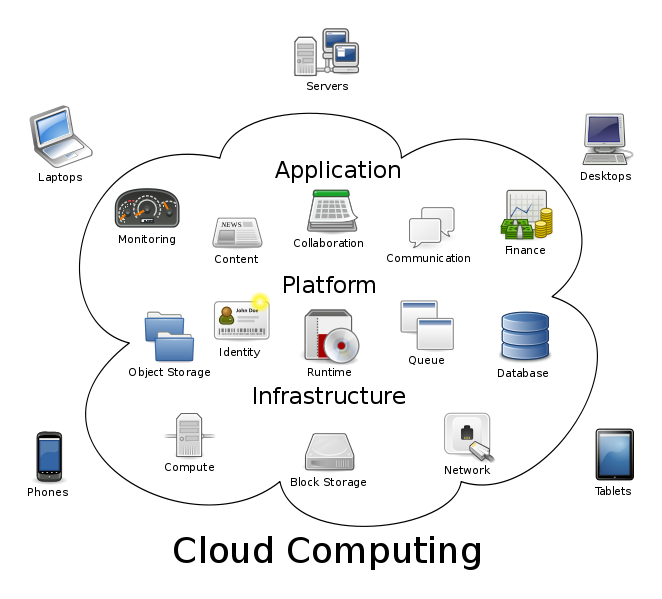 Servers
Laptops
Desktops
Application
Monitoring
NEWS
Content
Collaboration
Communication
Finance
Platform
John Doe
Object Storage
Identity
Runtime
Queue
Database
Infrastructure
Compute
Block Storage
Network
Phones
Tablets
Cloud Computing